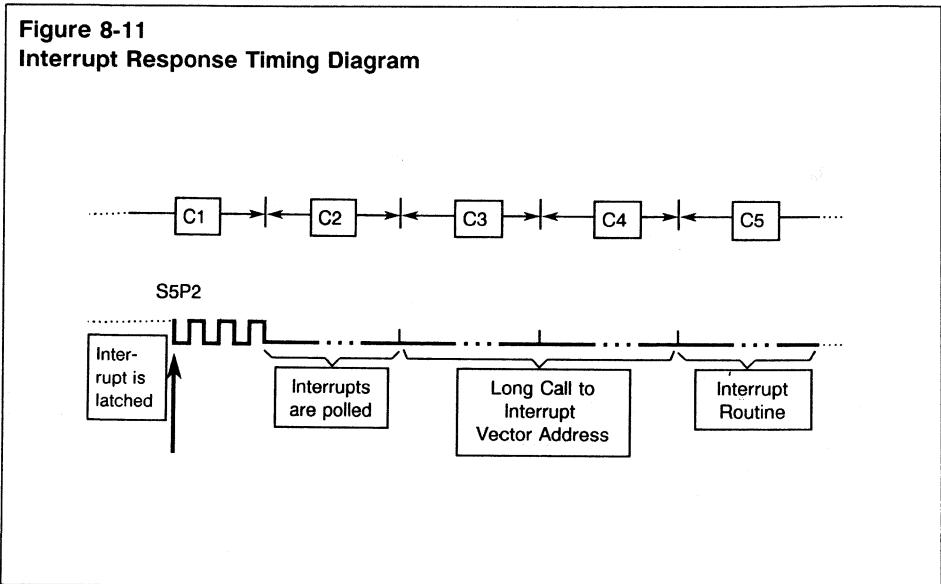 Figure 8-11
Interrupt Response Timing Diagram
C1
C2
C3
C4
C5
S5P2
Inter-
rupt is
latched
Interrupts
are polled
Long Call to
Interrupt
Vector Address
Interrupt
Routine